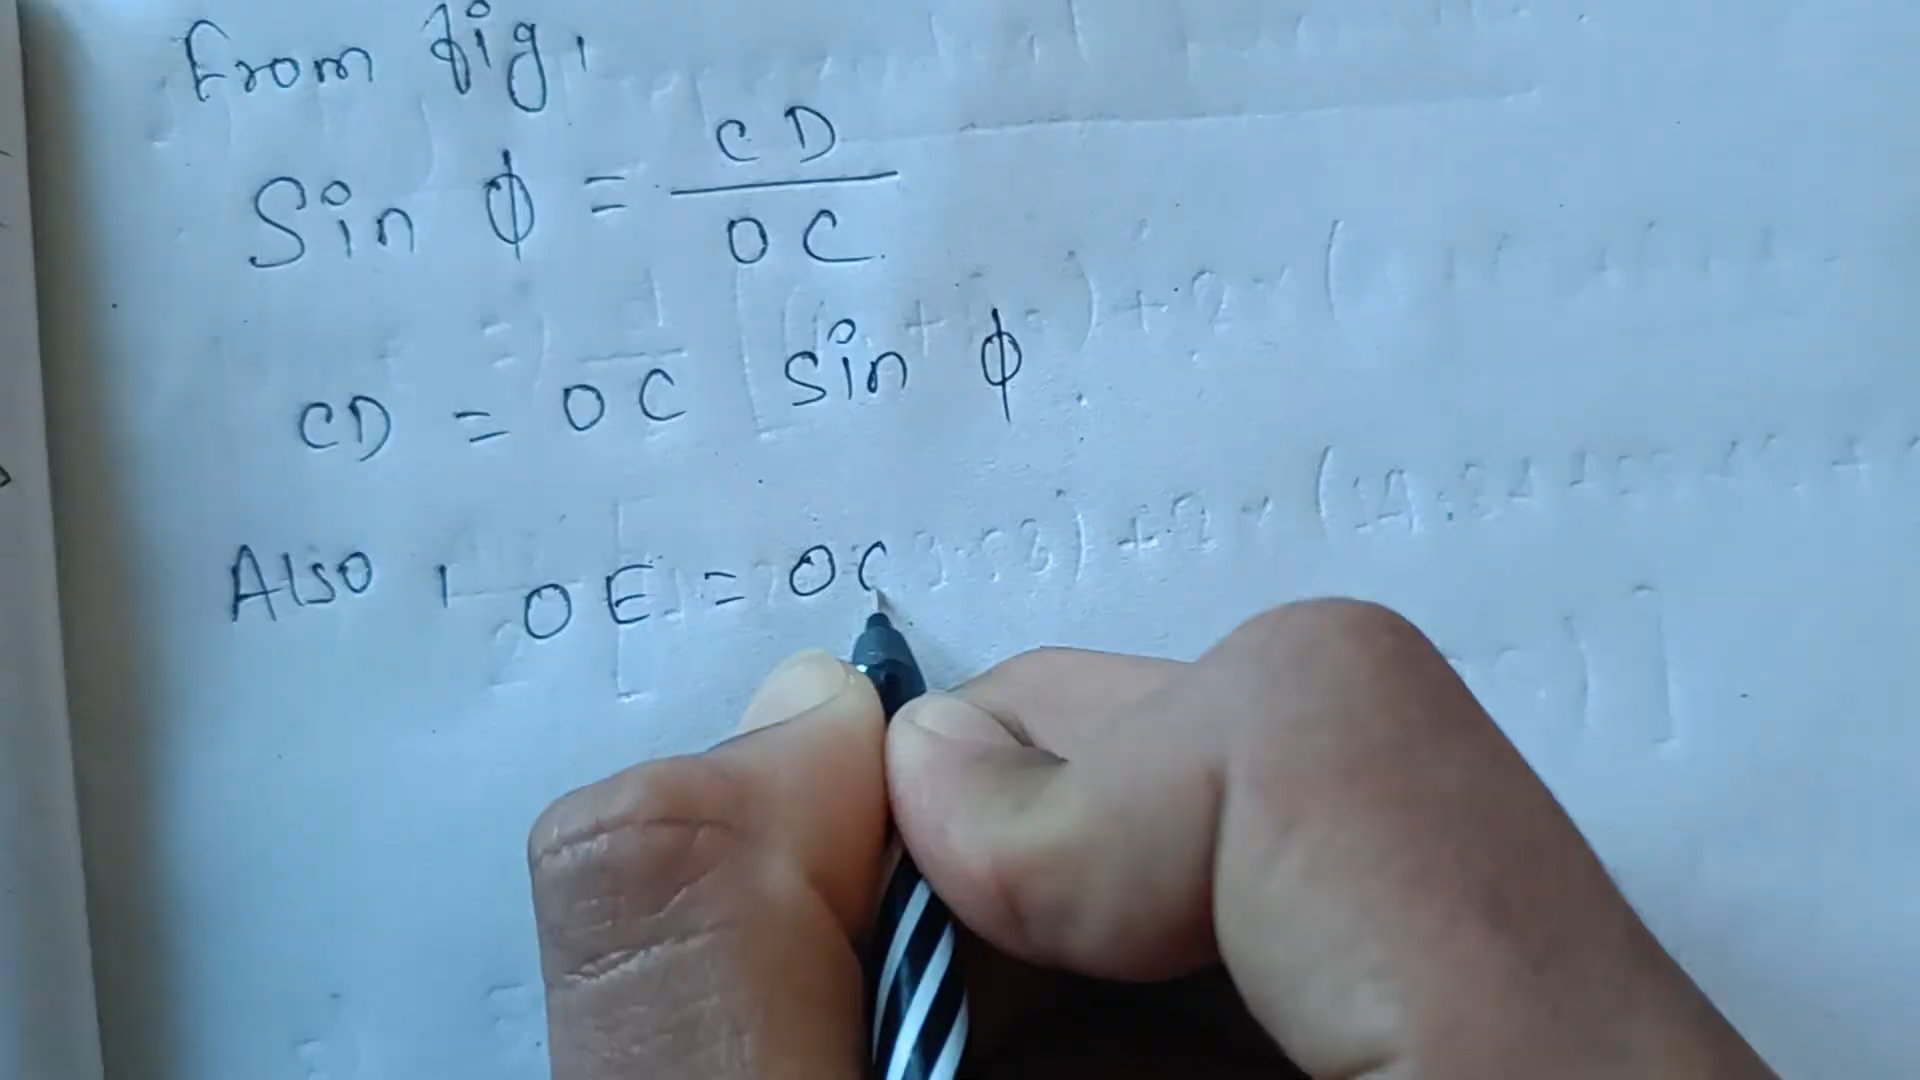 From fig,
Sin ϕ = CD / OC
CD = OC Sin ϕ.
Also, OE = OC